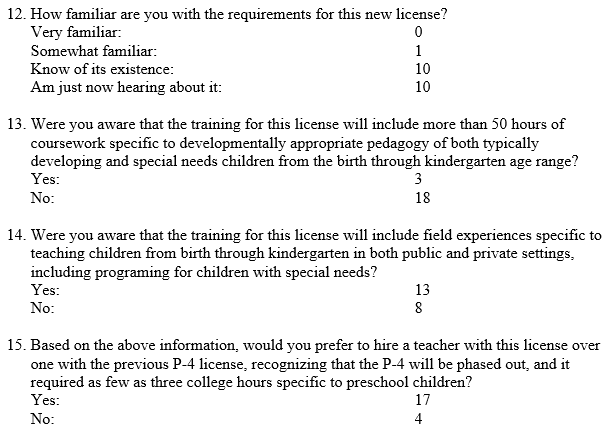 12. How familiar are you with the requirements for this new license?
Very familiar: 0
Somewhat familiar: 1
Know of its existence: 10
Am just now hearing about it: 10
13. Were you aware that the training for this license will include more than 50 hours of
coursework specific to developmentally appropriate pedagogy of both typically
developing and special needs children from the birth through kindergarten age range?
Yes: 3
No: 18
14. Were you aware that the training for this license will include field experiences specific to
teaching children from birth through kindergarten in both public and private settings,
including programing for children with special needs?
Yes: 13
No: 8
15. Based on the above information, would you prefer to hire a teacher with this license over
one with the previous P-4 license, recognizing that the P-4 will be phased out, and it
required as few as three college hours specific to preschool children?
Yes: 17
No: 4